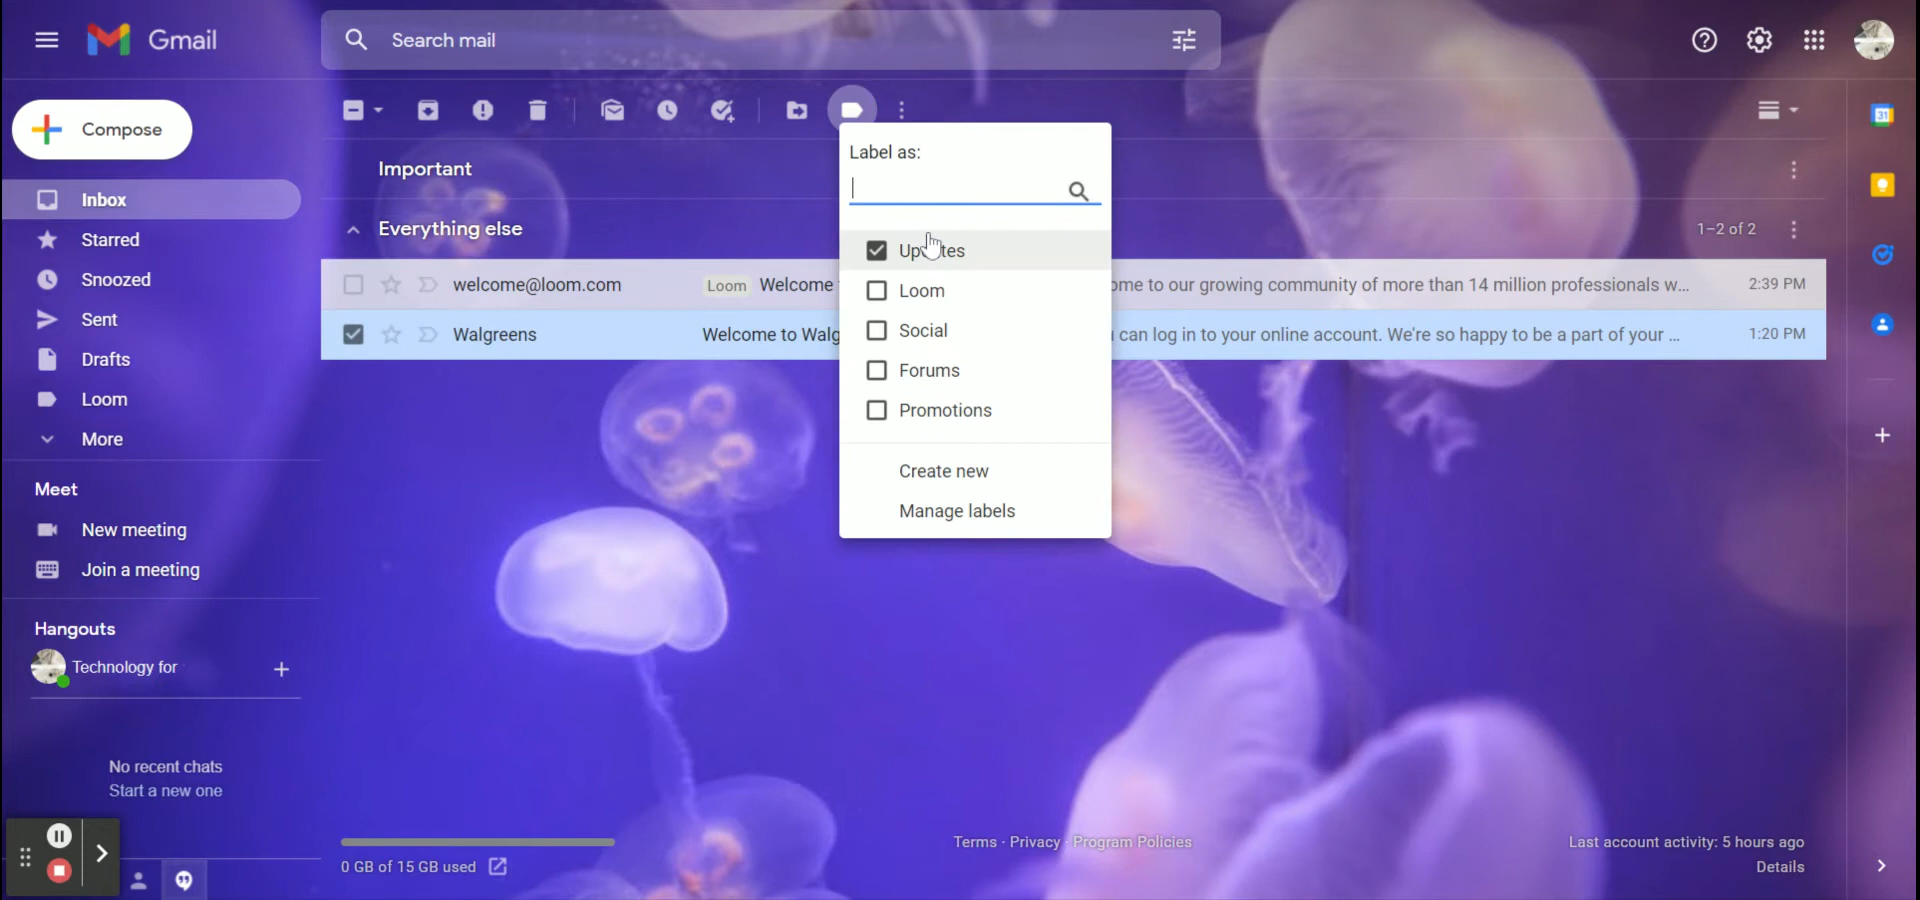 Gmail
Search mail
Compose
Inbox
Starred
Snoozed
Sent
Drafts
Loom
More
Meet
New meeting
Join a meeting
Hangouts
Technology for
No recent chats
Start a new one
Important
Everything else
1–2 of 2
welcome@loom.com Loom Welcome ome to our growing community of more than 14 million professionals w... 2:39 PM
Walgreens Welcome to Walg can log in to your online account. We're so happy to be a part of your ... 1:20 PM
Label as:
Updates
Loom
Social
Forums
Promotions
Create new
Manage labels
31
0 GB of 15 GB used
Terms · Privacy · Program Policies
Last account activity: 5 hours ago
Details